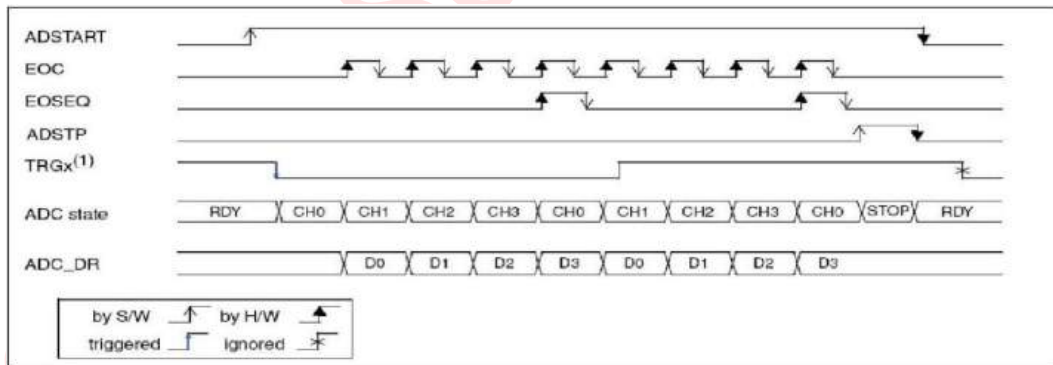 ADSTART
EOC
EOSEQ
ADSTP
TRGx(1)
ADC state RDY CH0 CH1 CH2 CH3 CH0 CH1 CH2 CH3 CH0 STOP RDY
ADC_DR D0 D1 D2 D3 D0 D1 D2 D3
by S/W by H/W
triggered ignored